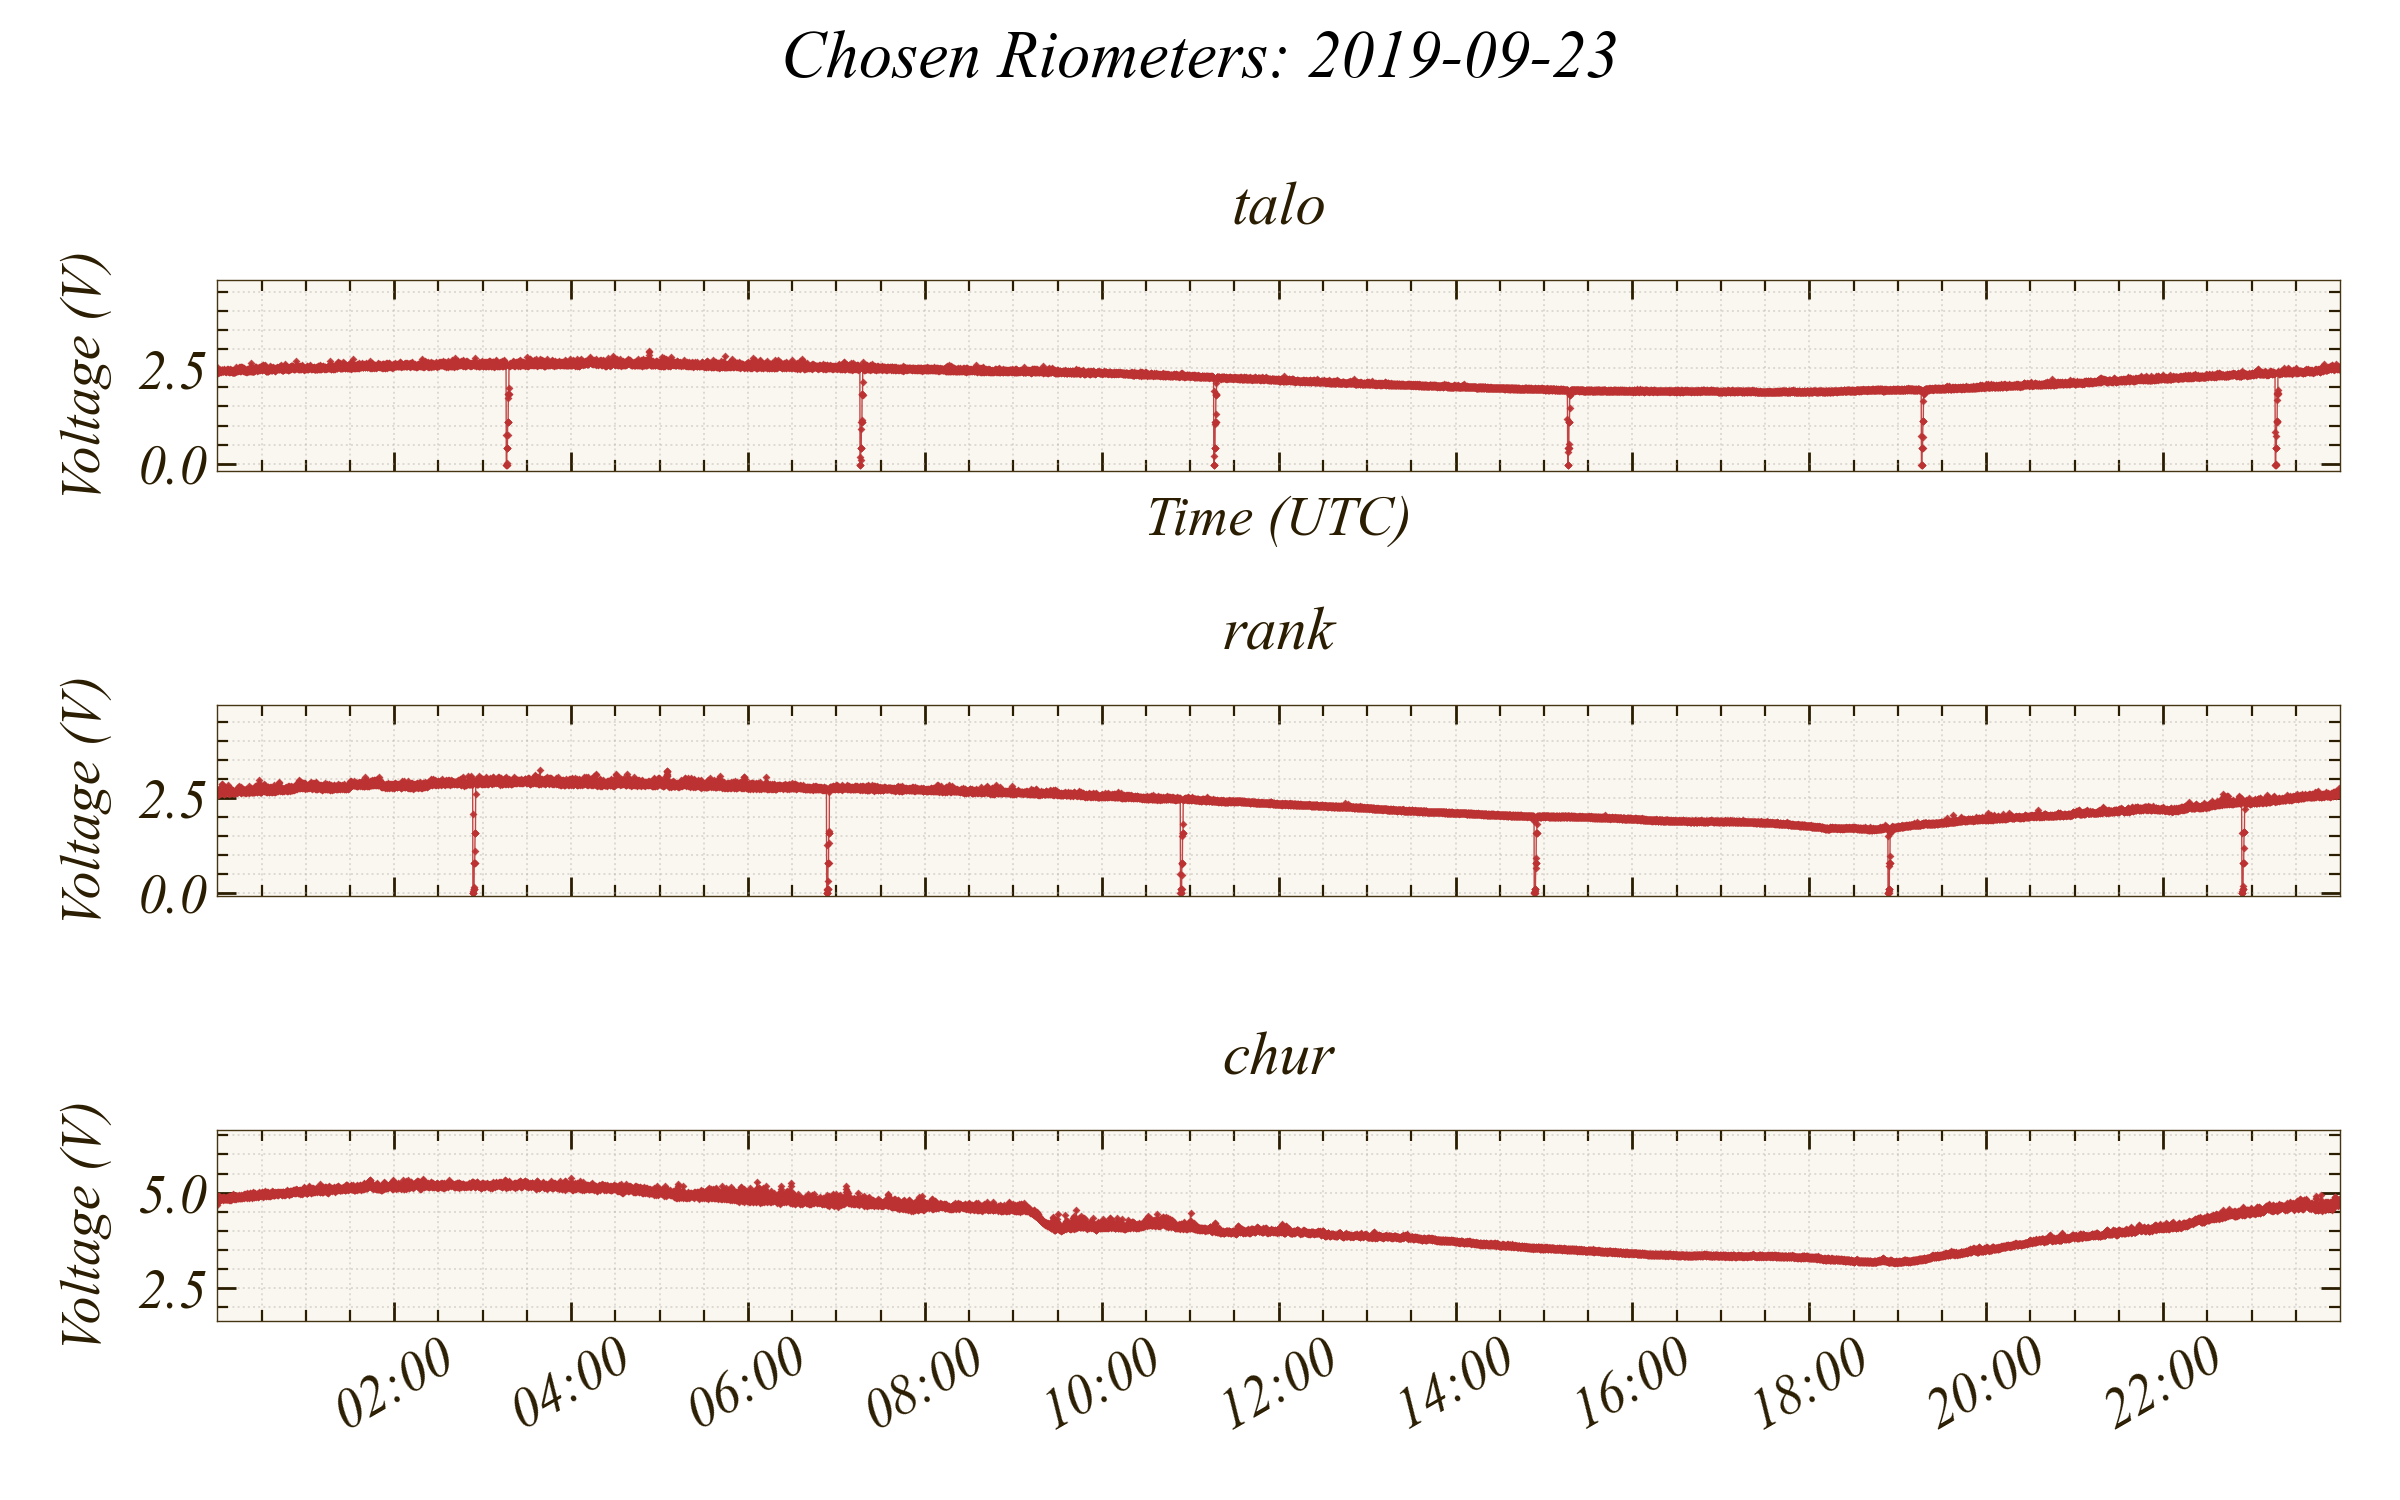 Chosen Riometers: 2019-09-23
talo
Voltage (V)
2.5
0.0
Time (UTC)
rank
Voltage (V)
2.5
0.0
chur
Voltage (V)
5.0
2.5
02:00 04:00 06:00 08:00 10:00 12:00 14:00 16:00 18:00 20:00 22:00